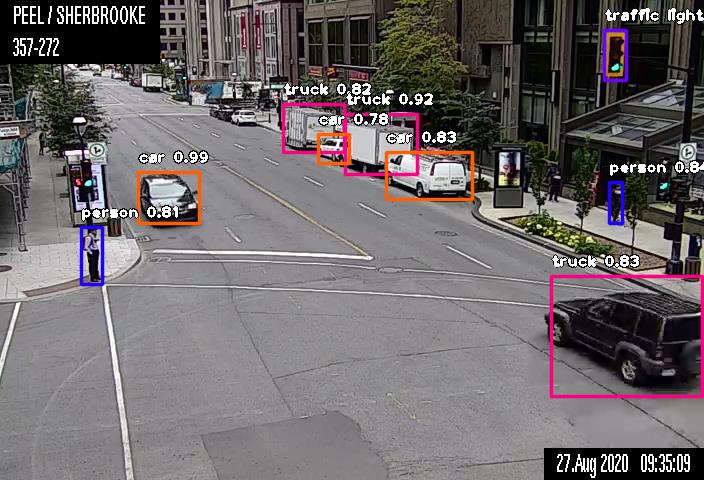 PEEL / SHERBROOKE
357-272
traffic light
truck 0.82
truck 0.92
car 0.78
car 0.83
car 0.99
person 0.84
person 0.81
truck 0.83
27.Aug 2020 09:35:09